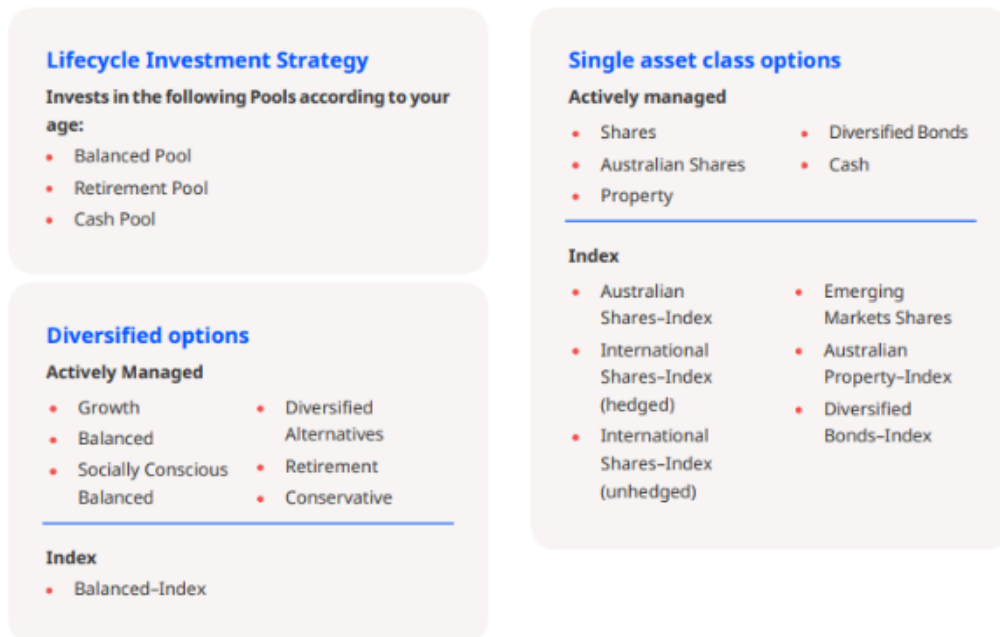 Lifecycle Investment Strategy
Invests in the following Pools according to your
age:
• Balanced Pool
• Retirement Pool
• Cash Pool
Diversified options
Actively Managed
• Growth
• Balanced
• Socially Conscious
Balanced
• Diversified
Alternatives
• Retirement
• Conservative
Index
• Balanced–Index
Single asset class options
Actively managed
• Shares
• Australian Shares
• Property
• Diversified Bonds
• Cash
Index
• Australian
Shares–Index
• International
Shares–Index
(hedged)
• International
Shares–Index
(unhedged)
• Emerging
Markets Shares
• Australian
Property–Index
• Diversified
Bonds–Index